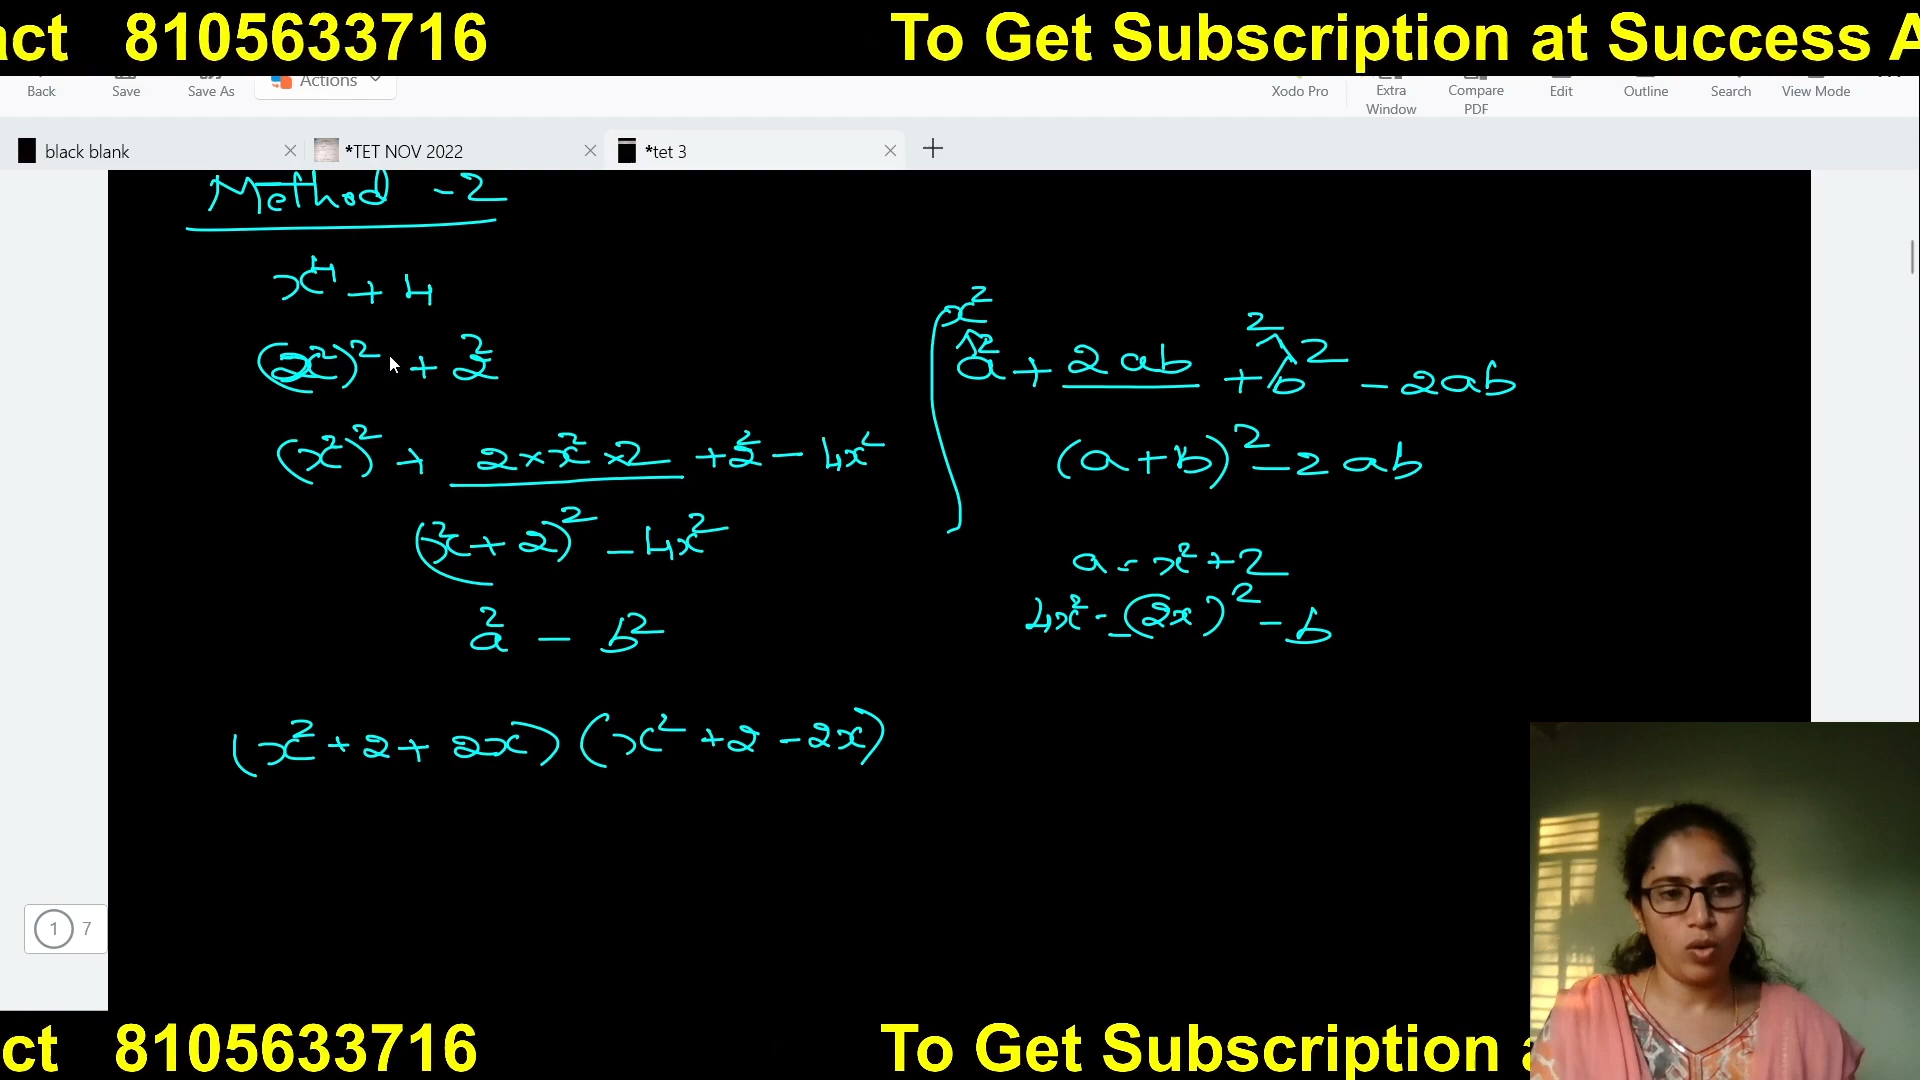 act 8105633716 To Get Subscription at Success A
Back Save Save As Actions Xodo Pro Extra Window Compare PDF Edit Outline Search View Mode
black blank *TET NOV 2022 *tet 3
Method - 2
x⁴ + 4
(x²)² + 2²
(x²)² + 2 × x² × 2 + 2² - 4x²
(x² + 2)² - 4x²
a² - b²
(x² + 2 + 2x) (x² + 2 - 2x)
x² 2
a² + 2ab + b² - 2ab
(a + b)² - 2ab
a = x² + 2
4x² = (2x)² = b
1 7
ct 8105633716 To Get Subscription